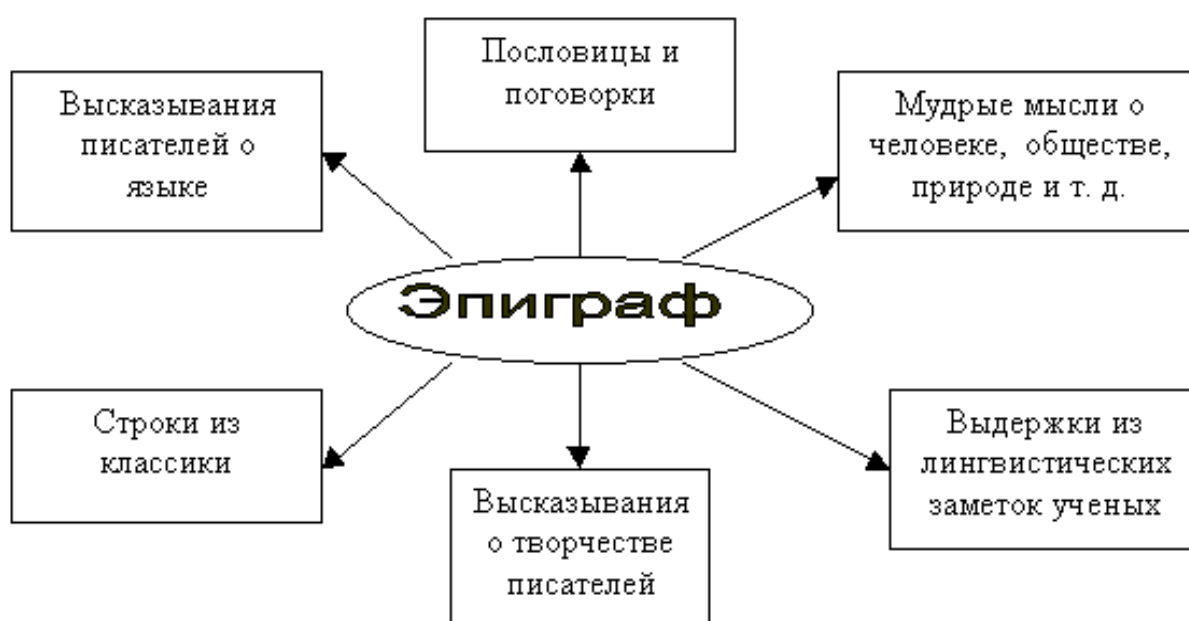 Пословицы и
поговорки
Высказывания
писателей о
языке
Мудрые мысли о
человеке, обществе,
природе и т. д.
Эпиграф
Строки из
классики
Высказывания
о творчестве
писателей
Выдержки из
лингвистических
заметок ученых